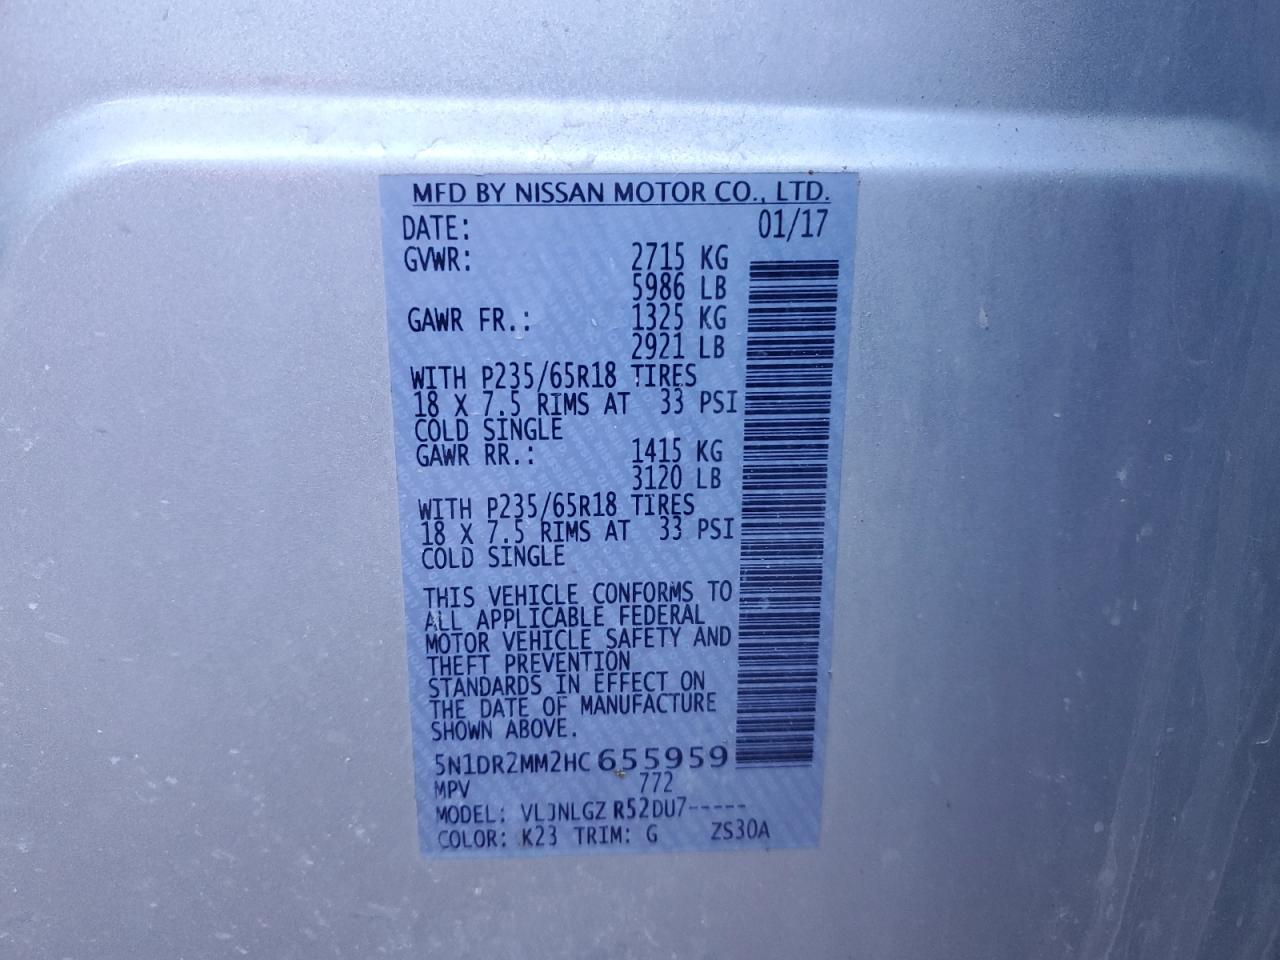 MFD BY NISSAN MOTOR CO., LTD.
DATE: 01/17
GVWR: 2715 KG
5986 LB
GAWR FR.: 1325 KG
2921 LB
WITH P235/65R18 TIRES
18 X 7.5 RIMS AT 33 PSI
COLD SINGLE
GAWR RR.: 1415 KG
3120 LB
WITH P235/65R18 TIRES
18 X 7.5 RIMS AT 33 PSI
COLD SINGLE
THIS VEHICLE CONFORMS TO
ALL APPLICABLE FEDERAL
MOTOR VEHICLE SAFETY AND
THEFT PREVENTION
STANDARDS IN EFFECT ON
THE DATE OF MANUFACTURE
SHOWN ABOVE.
5N1DR2MM2HC655959
MPV 772
MODEL: VLJNLGZ R52DU7-----
COLOR: K23 TRIM: G ZS30A